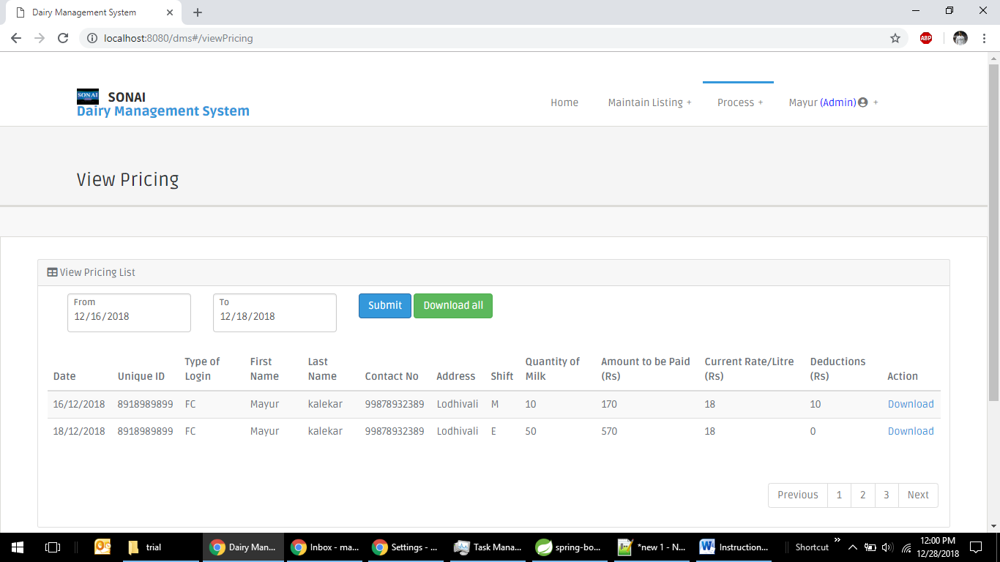 Dairy Management System
localhost:8080/dms#/viewPricing
ABP
SONAI
SONAI
Dairy Management System
Home
Maintain Listing +
Process +
Mayur (Admin) +
View Pricing
View Pricing List
From
12/16/2018
To
12/18/2018
Submit
Download all
Date Unique ID Type of Login First Name Last Name Contact No Address Shift Quantity of Milk Amount to be Paid (Rs) Current Rate/Litre (Rs) Deductions (Rs) Action
16/12/2018 8918989899 FC Mayur kalekar 99878932389 Lodhivali M 10 170 18 10 Download
18/12/2018 8918989899 FC Mayur kalekar 99878932389 Lodhivali E 50 570 18 0 Download
Previous 1 2 3 Next
trial
Dairy Man...
Inbox - ma...
Settings - ...
Task Mana...
spring-bo...
*new 1 - N...
Instruction...
Shortcut
12:00 PM
12/28/2018